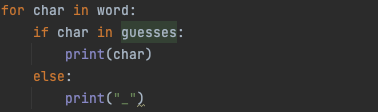 for char in word:
    if char in guesses:
        print(char)
    else:
        print("_")